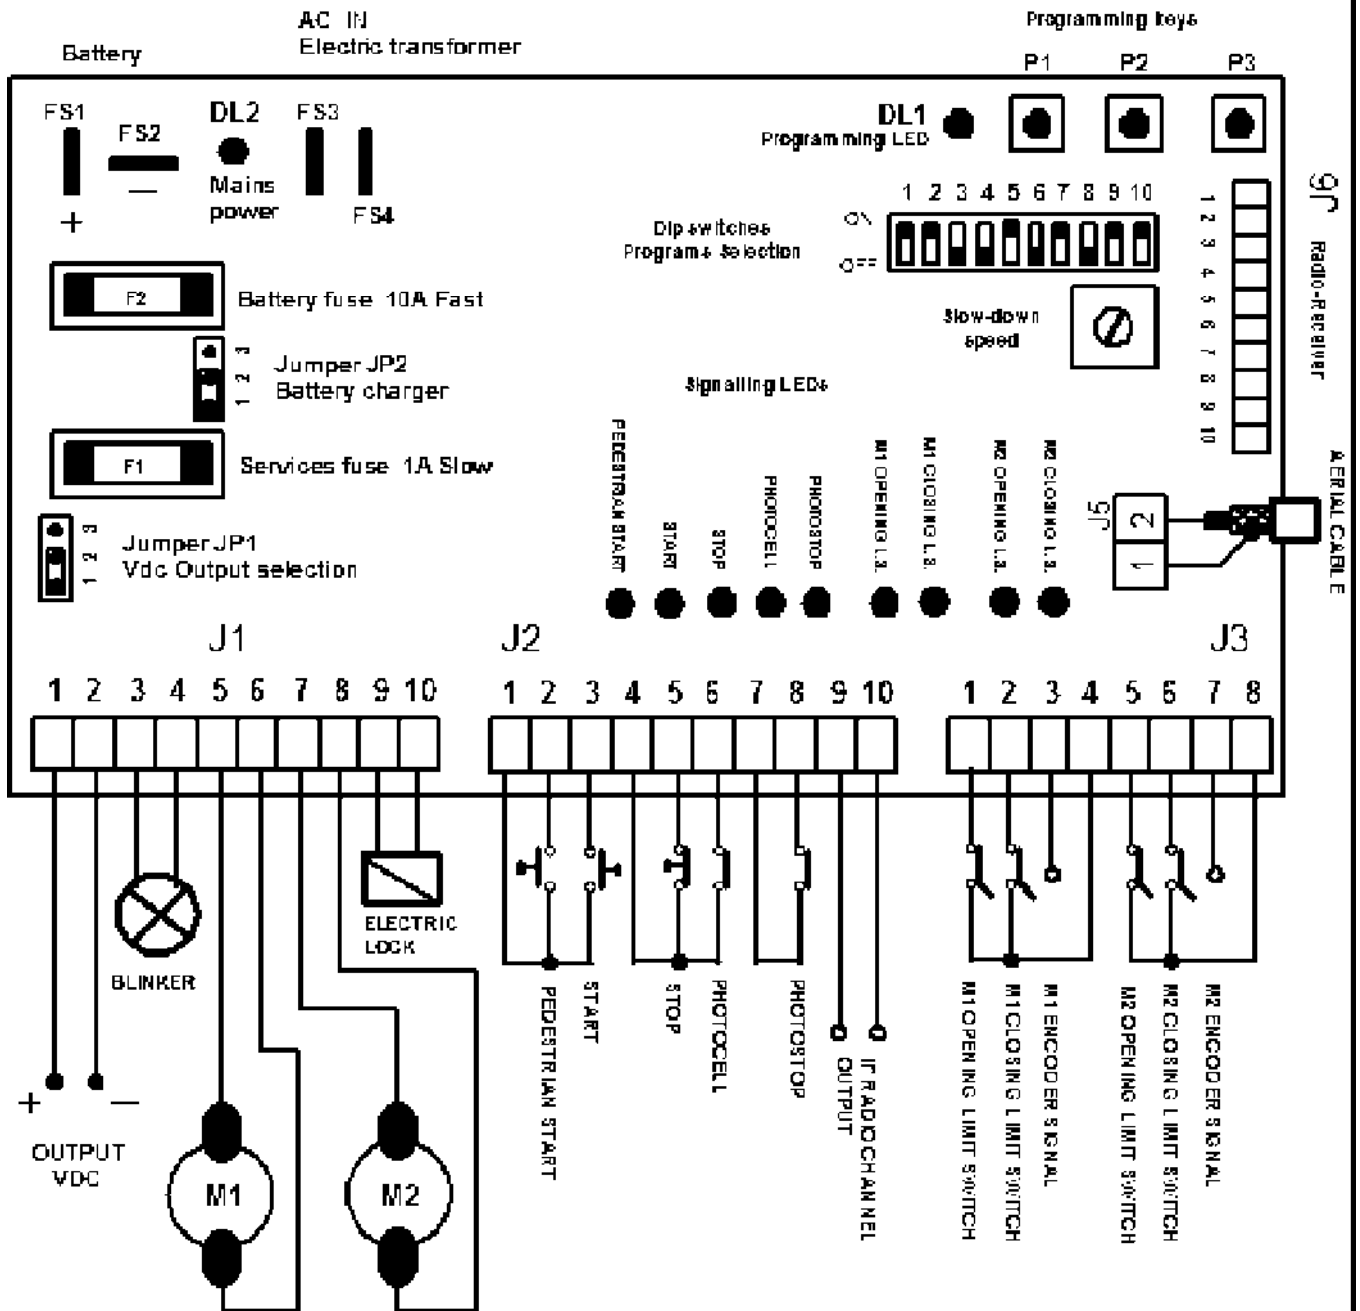 AC IN
Electric transformer
Programming keys
Battery
P1 P2 P3
FS1
FS2
DL2
FS3
FS4
Mains
power
+
—
DL1
Programming LED
1 2 3 4 5 6 7 8 9 10
ON
OFF
Dip switches
Programs Selection
Slow-down
speed
1
2
3
4
5
6
7
8
9
10
J6
Radio-Receiver
F2
Battery fuse 10A Fast
3
2
1
Jumper JP2
Battery charger
F1
Services fuse 1A Slow
3
2
1
Jumper JP1
Vdc Output selection
Signalling LEDs
PEDESTRIAN START
START
STOP
PHOTOCELL
PHOTOSTOP
M1 OPENING L.S.
M1 CLOSING L.S.
M2 OPENING L.S.
M2 CLOSING L.S.
J5
2
1
AERIAL CABLE
J1
J2
J3
1 2 3 4 5 6 7 8 9 10
1 2 3 4 5 6 7 8 9 10
1 2 3 4 5 6 7 8
BLINKER
ELECTRIC
LOCK
+ —
OUTPUT
VDC
M1
M2
PEDESTRIAN START
START
STOP
PHOTOCELL
PHOTOSTOP
OUTPUT
II° RADIO CHANNEL
M1 OPENING LIMIT SWITCH
M1 CLOSING LIMIT SWITCH
M1 ENCODER SIGNAL
M2 OPENING LIMIT SWITCH
M2 CLOSING LIMIT SWITCH
M2 ENCODER SIGNAL